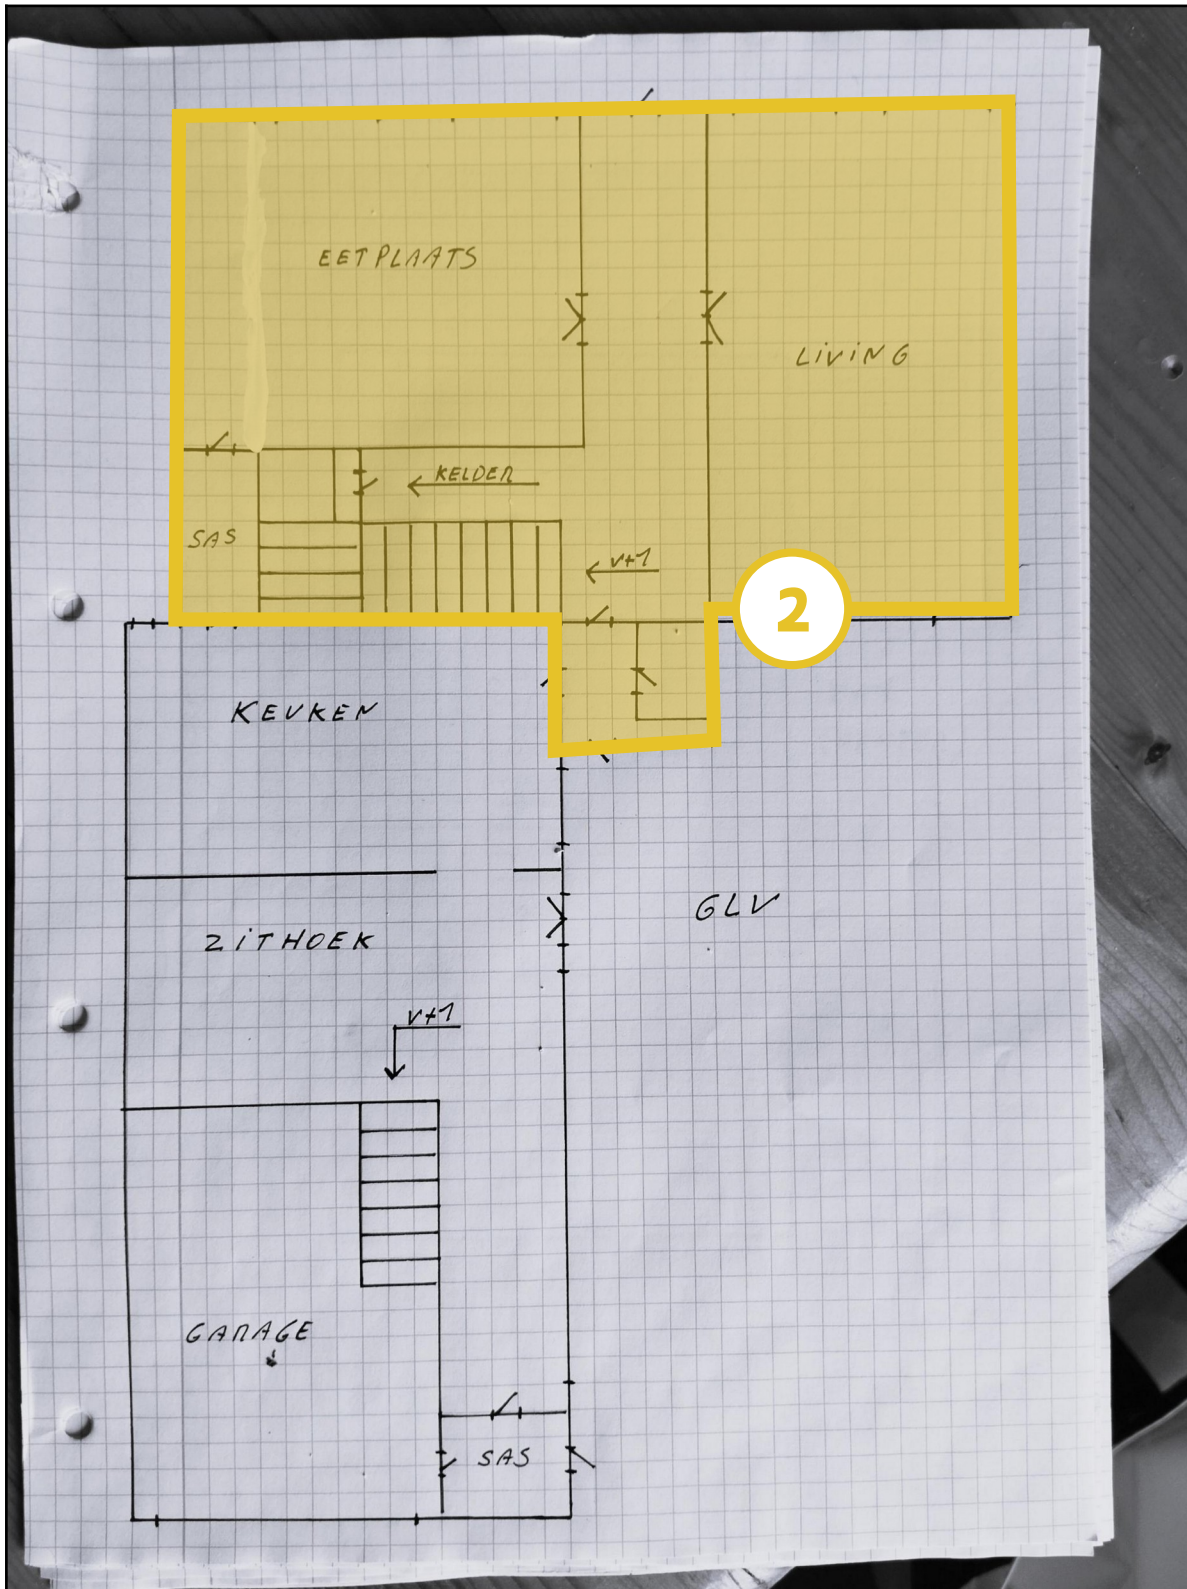 EETPLAATS
LIVING
KELDER
SAS
V+1
2
KEUKEN
GLV
ZITHOEK
V+1
GARAGE
SAS